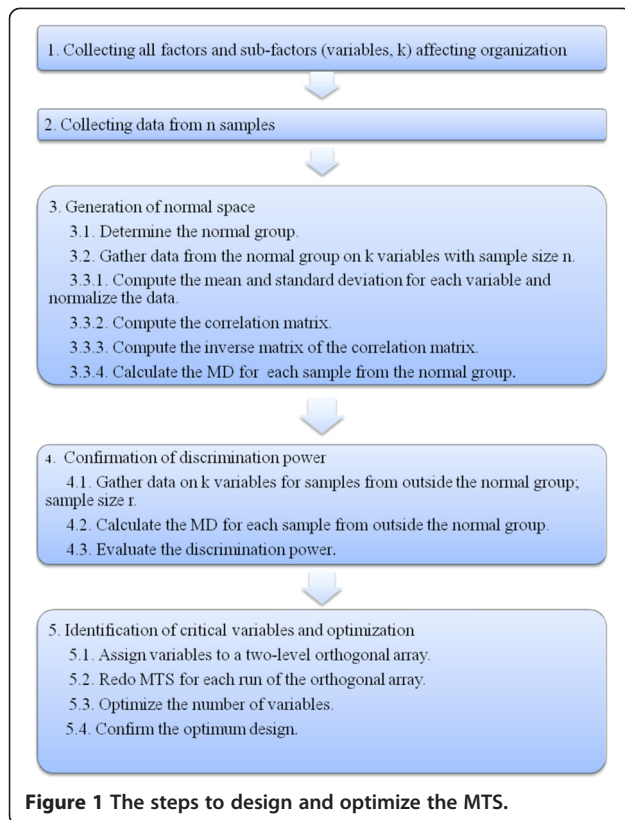 1. Collecting all factors and sub-factors (variables, k) affecting organization
2. Collecting data from n samples
3. Generation of normal space
3.1. Determine the normal group.
3.2. Gather data from the normal group on k variables with sample size n.
3.3.1. Compute the mean and standard deviation for each variable and
normalize the data.
3.3.2. Compute the correlation matrix.
3.3.3. Compute the inverse matrix of the correlation matrix.
3.3.4. Calculate the MD for each sample from the normal group.
4. Confirmation of discrimination power
4.1. Gather data on k variables for samples from outside the normal group;
sample size r.
4.2. Calculate the MD for each sample from outside the normal group.
4.3. Evaluate the discrimination power.
5. Identification of critical variables and optimization
5.1. Assign variables to a two-level orthogonal array.
5.2. Redo MTS for each run of the orthogonal array.
5.3. Optimize the number of variables.
5.4. Confirm the optimum design.
Figure 1 The steps to design and optimize the MTS.